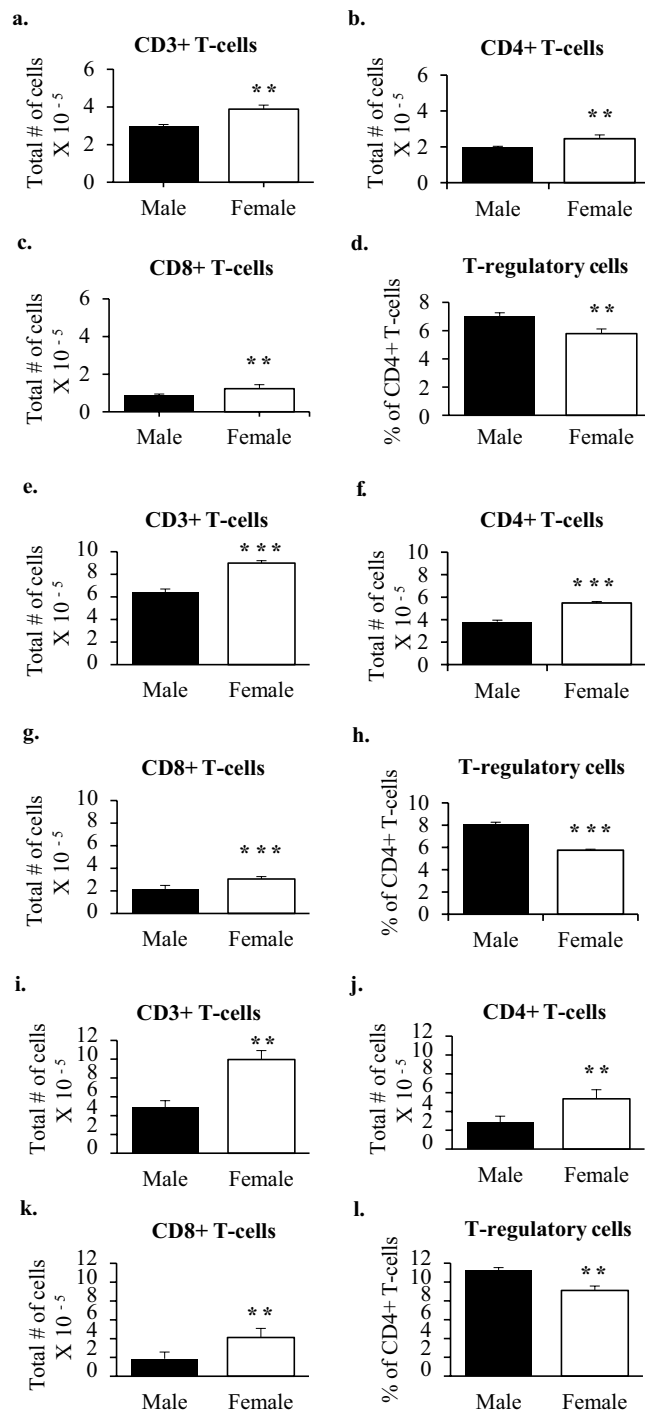 a.
CD3+ T-cells
Total # of cells
X 10 -5
6
4
2
0
**
Male Female
b.
CD4+ T-cells
Total # of cells
X 10 -5
6
4
2
0
**
Male Female
c.
CD8+ T-cells
Total # of cells
X 10 -5
6
4
2
0
**
Male Female
d.
T-regulatory cells
% of CD4+ T-cells
8
6
4
2
0
**
Male Female
e.
CD3+ T-cells
Total # of cells
X 10 -5
10
8
6
4
2
0
***
Male Female
f.
CD4+ T-cells
Total # of cells
X 10 -5
10
8
6
4
2
0
***
Male Female
g.
CD8+ T-cells
Total # of cells
X 10 -5
10
8
6
4
2
0
***
Male Female
h.
T-regulatory cells
% of CD4+ T-cells
10
8
6
4
2
0
***
Male Female
i.
CD3+ T-cells
Total # of cells
X 10 -5
12
10
8
6
4
2
0
**
Male Female
j.
CD4+ T-cells
Total # of cells
X 10 -5
12
10
8
6
4
2
0
**
Male Female
k.
CD8+ T-cells
Total # of cells
X 10 -5
12
10
8
6
4
2
0
**
Male Female
l.
T-regulatory cells
% of CD4+ T-cells
12
10
8
6
4
2
0
**
Male Female